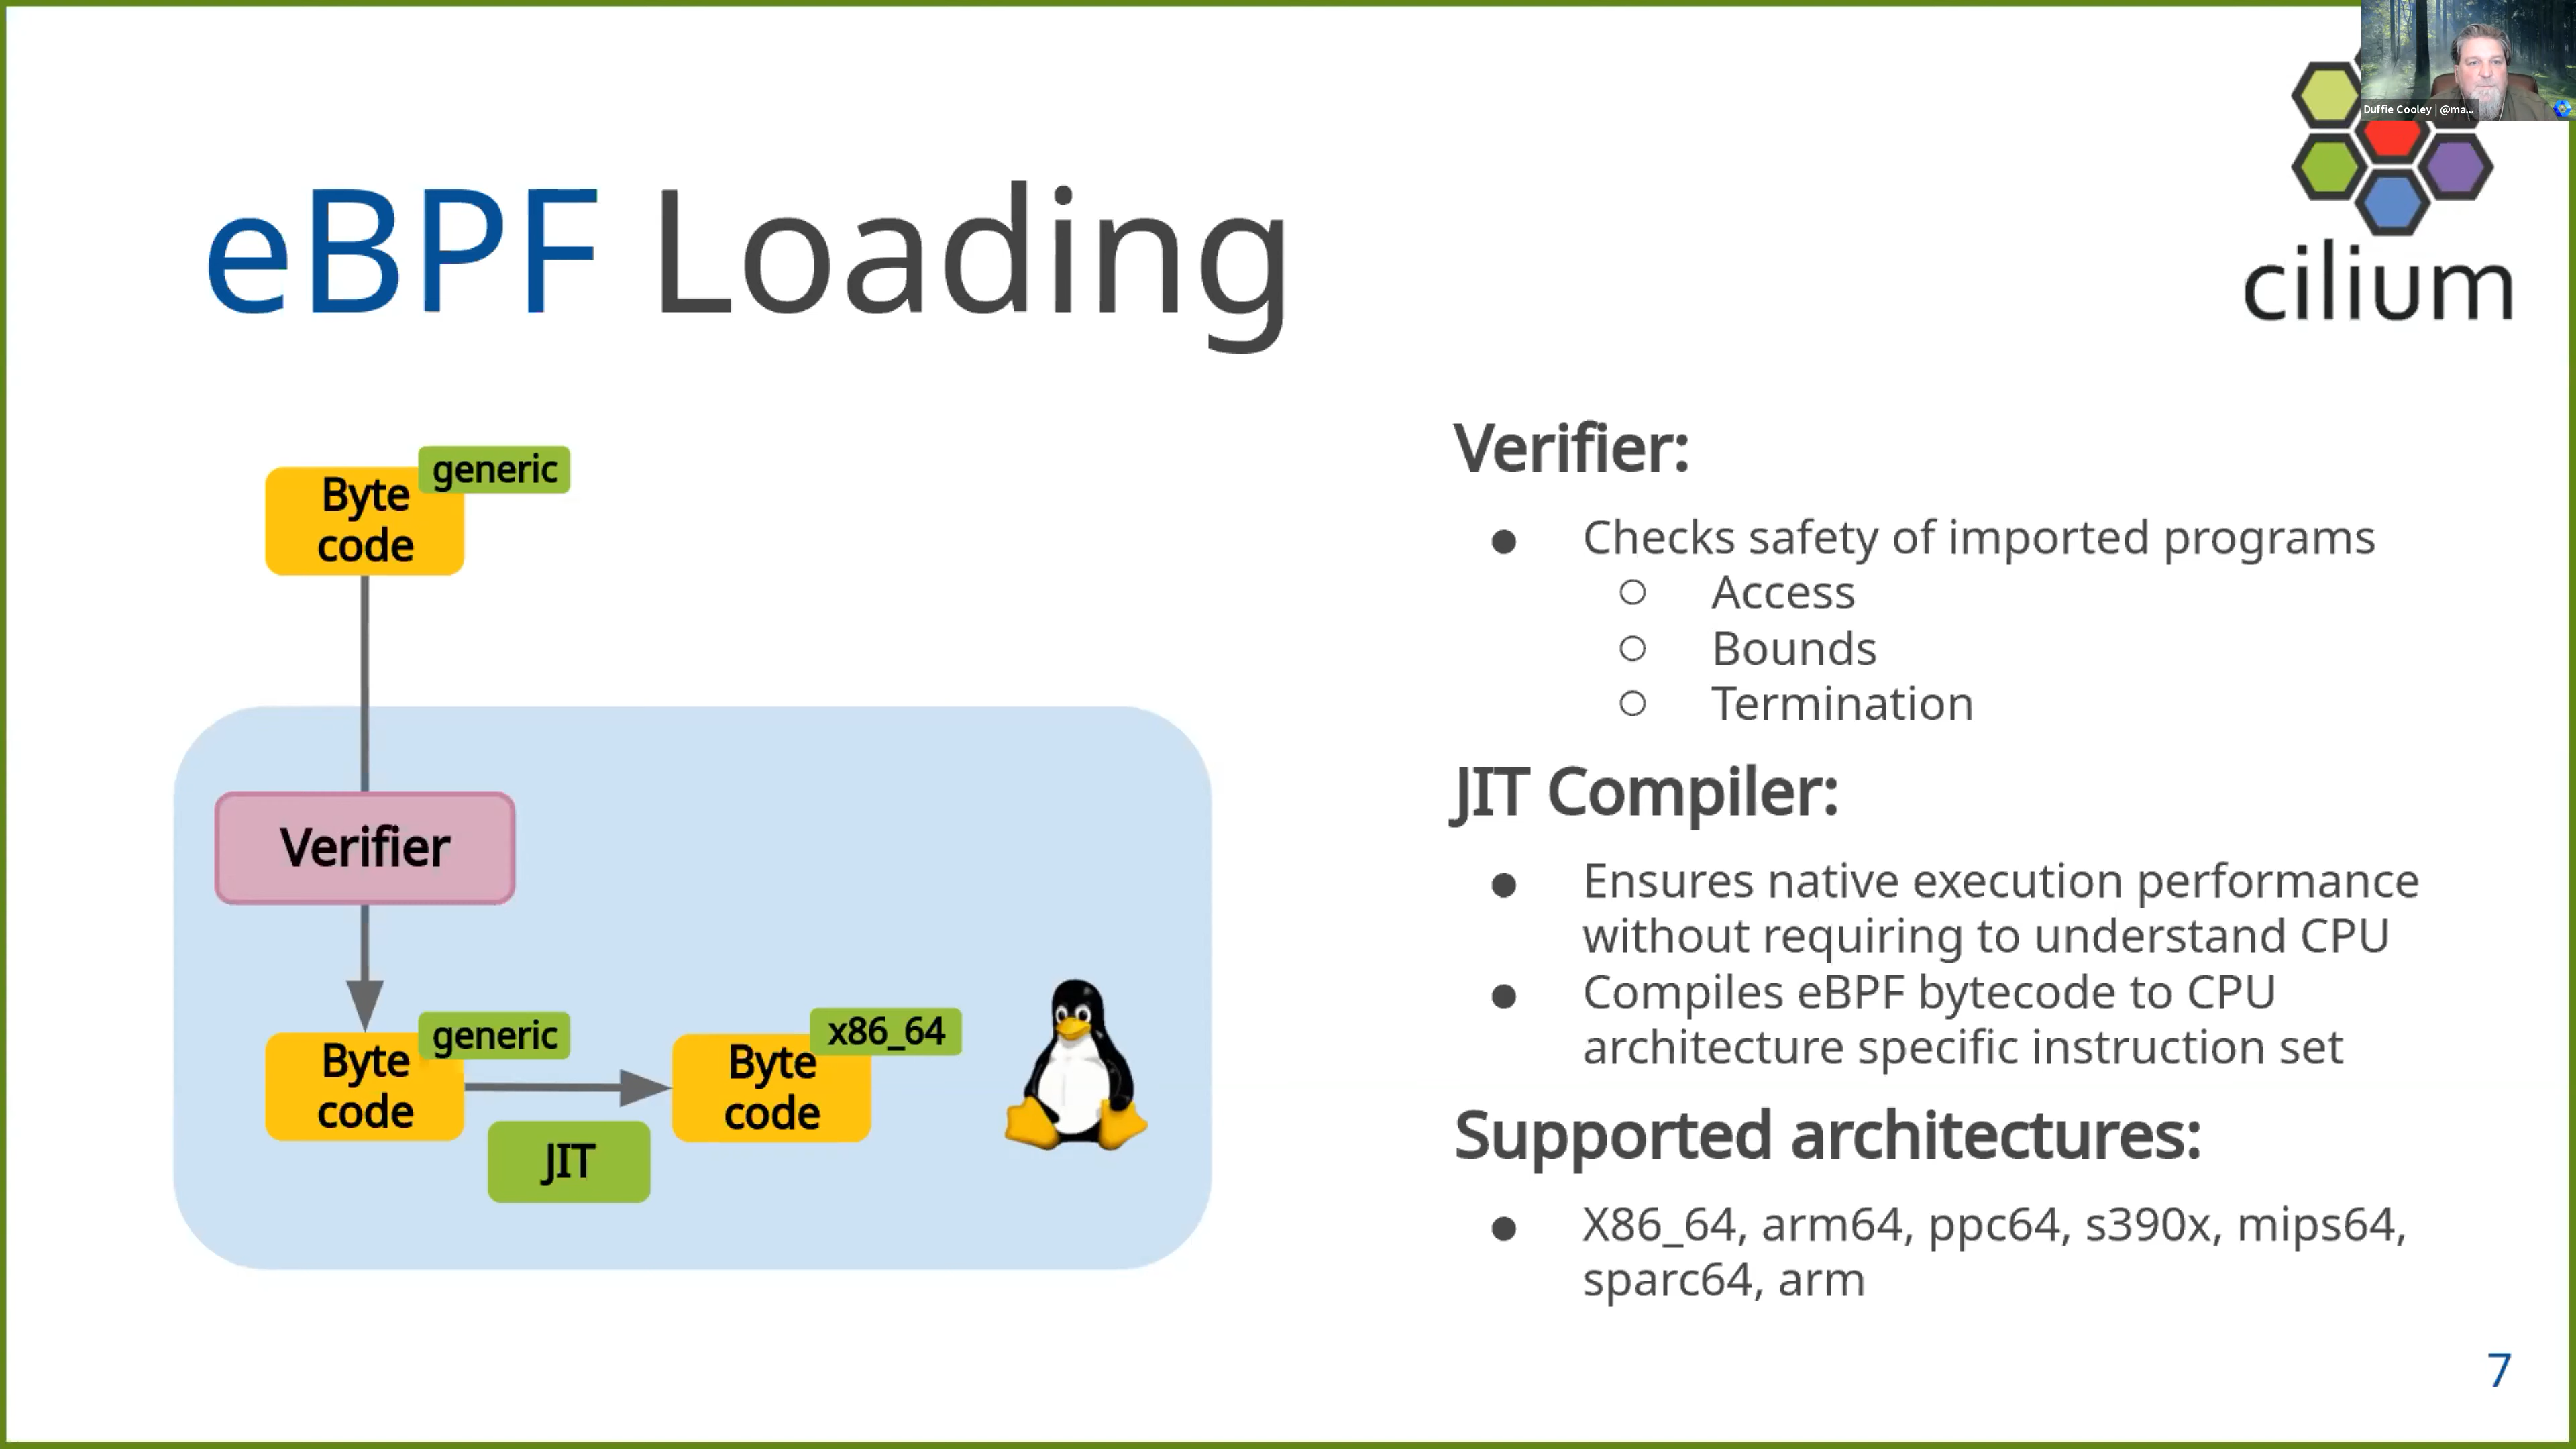 Duffie Cooley | @ma...
cilium
eBPF Loading
generic
Byte
code
Verifier
generic
Byte
code
x86_64
Byte
code
JIT
Verifier:
● Checks safety of imported programs
○ Access
○ Bounds
○ Termination
JIT Compiler:
● Ensures native execution performance
without requiring to understand CPU
● Compiles eBPF bytecode to CPU
architecture specific instruction set
Supported architectures:
● X86_64, arm64, ppc64, s390x, mips64,
sparc64, arm
7